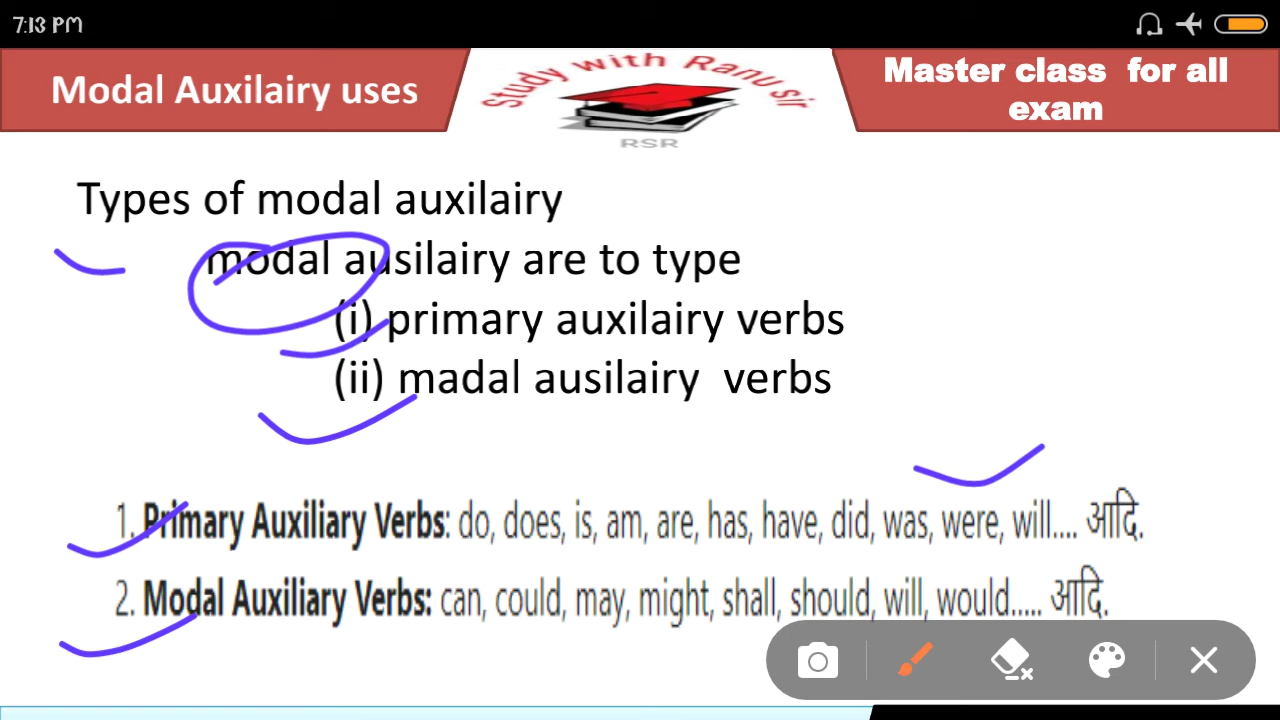 7:13 PM
Modal Auxilairy uses
Study with Ranu sir
RSR
Master class for all
exam
Types of modal auxilairy
modal ausilairy are to type
(i) primary auxilairy verbs
(ii) madal ausilairy verbs
1. Primary Auxiliary Verbs: do, does, is, am, are, has, have, did, was, were, will.... आदि.
2. Modal Auxiliary Verbs: can, could, may, might, shall, should, will, would..... आदि.